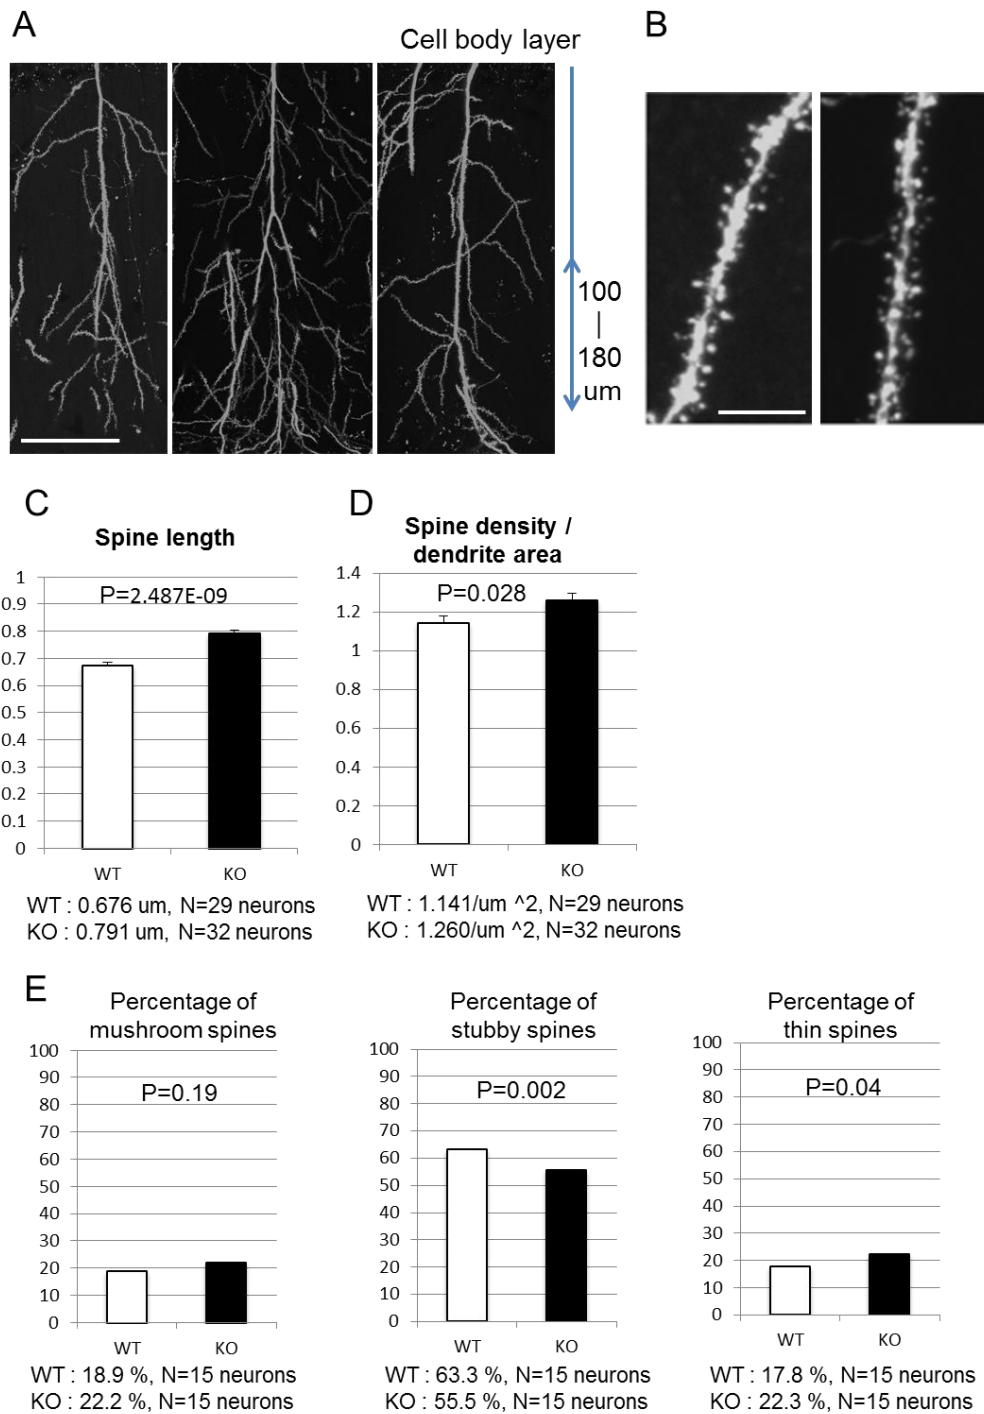 A
Cell body layer
100
|
180
um
B
C
Spine length
1
0.9
0.8
0.7
0.6
0.5
0.4
0.3
0.2
0.1
0
P=2.487E-09
WT
KO
WT : 0.676 um, N=29 neurons
KO : 0.791 um, N=32 neurons
D
Spine density /
dendrite area
1.4
1.2
1
0.8
0.6
0.4
0.2
0
P=0.028
WT
KO
WT : 1.141/um ^2, N=29 neurons
KO : 1.260/um ^2, N=32 neurons
E
Percentage of
mushroom spines
100
90
80
70
60
50
40
30
20
10
0
P=0.19
WT
KO
WT : 18.9 %, N=15 neurons
KO : 22.2 %, N=15 neurons
Percentage of
stubby spines
100
90
80
70
60
50
40
30
20
10
0
P=0.002
WT
KO
WT : 63.3 %, N=15 neurons
KO : 55.5 %, N=15 neurons
Percentage of
thin spines
100
90
80
70
60
50
40
30
20
10
0
P=0.04
WT
KO
WT : 17.8 %, N=15 neurons
KO : 22.3 %, N=15 neurons